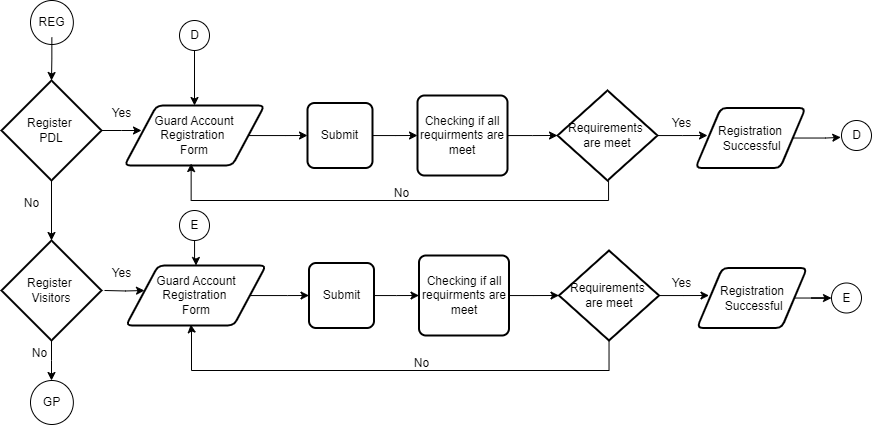 REG
D
Register
PDL
Yes
Guard Account
Registration
Form
Submit
Checking if all
requirments are
meet
Requirements
are meet
Yes
Registration
Successful
D
No
No
E
Register
Visitors
Yes
Guard Account
Registration
Form
Submit
Checking if all
requirments are
meet
Requirements
are meet
Yes
Registration
Successful
E
No
No
GP